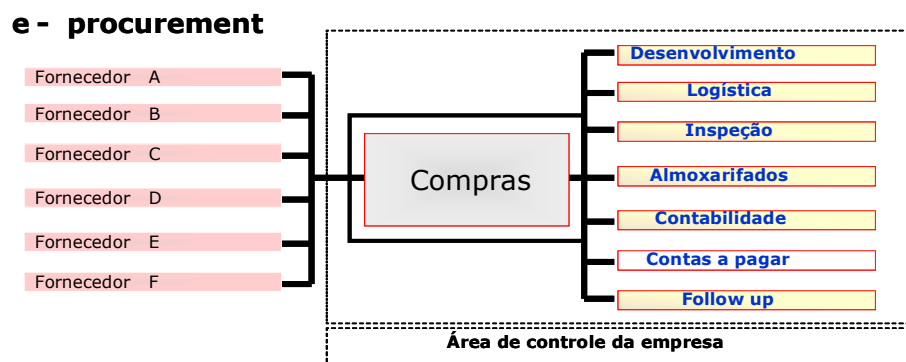 e - procurement
Fornecedor A
Fornecedor B
Fornecedor C
Fornecedor D
Fornecedor E
Fornecedor F
Compras
Desenvolvimento
Logística
Inspeção
Almoxarifados
Contabilidade
Contas a pagar
Follow up
Área de controle da empresa